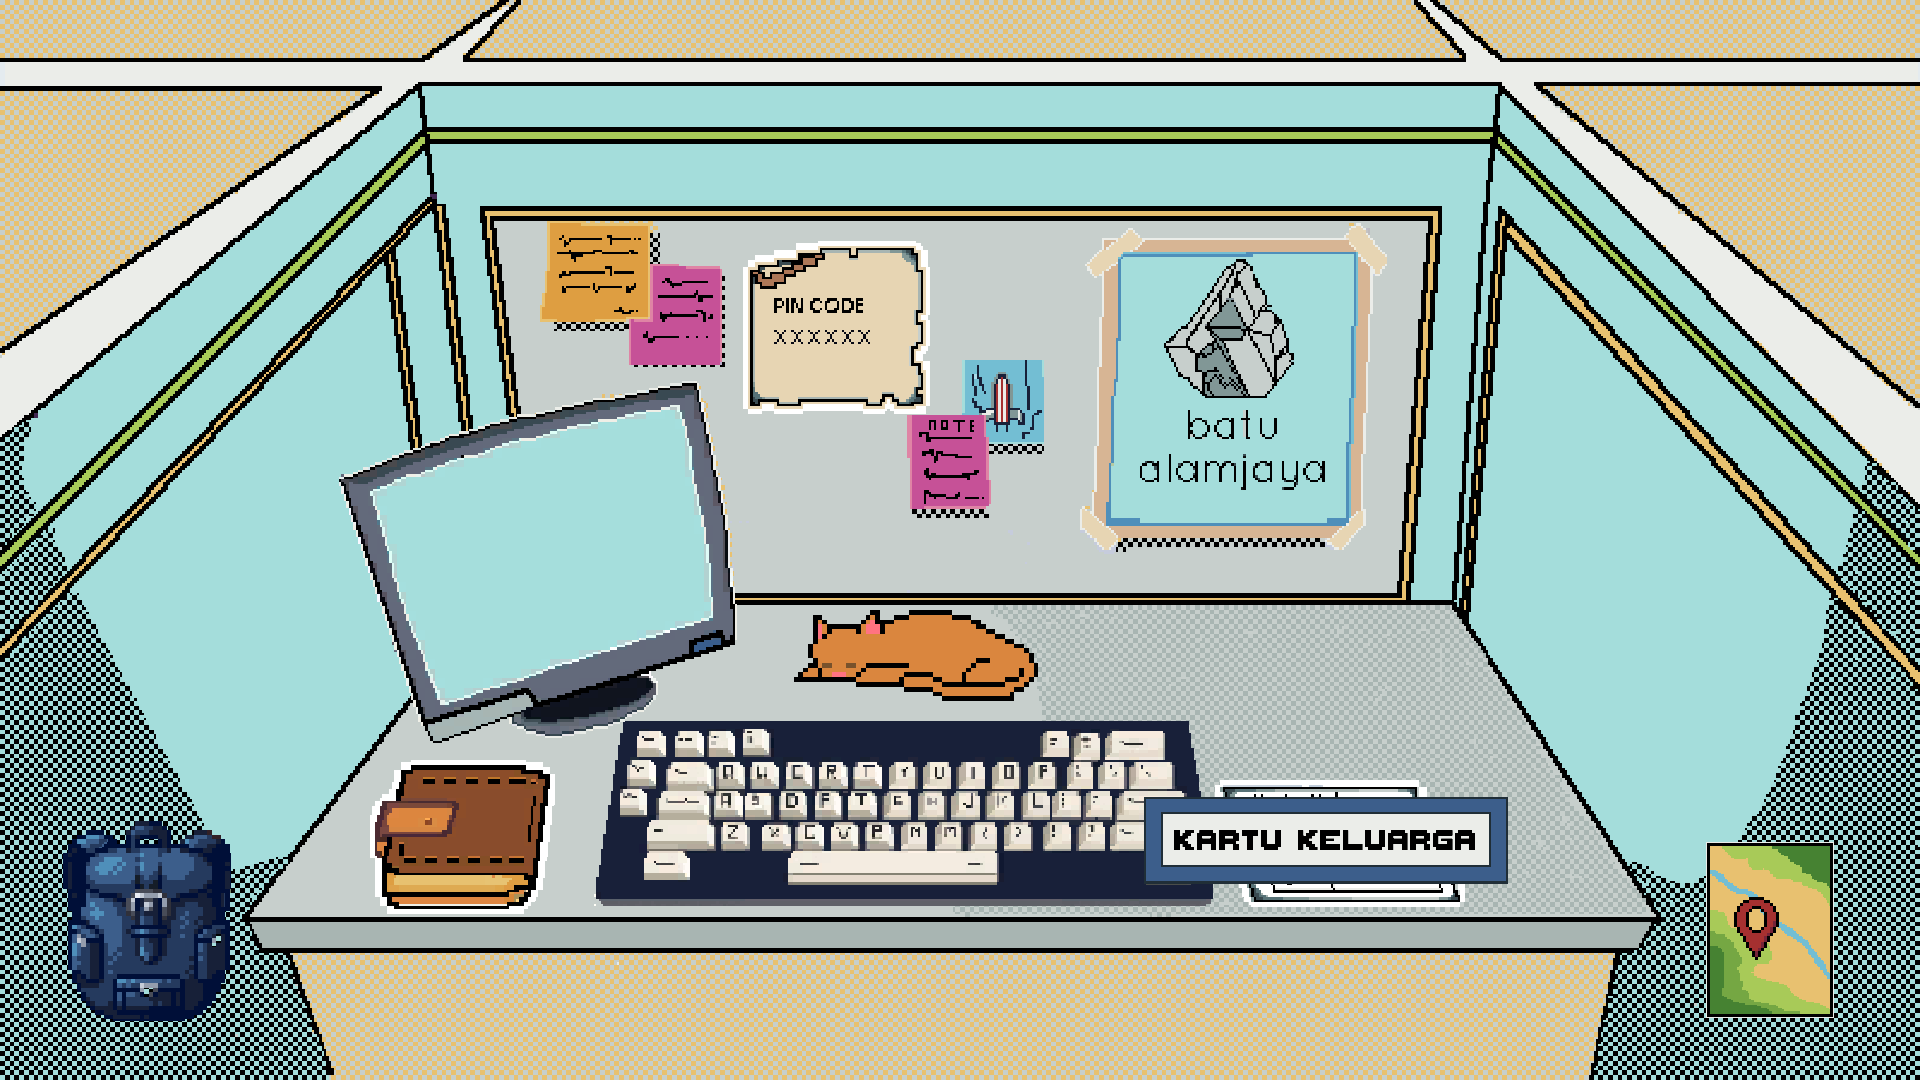 PIN CODE
XXXXXX
NOTE
batu
alamjaya
KARTU KELUARGA